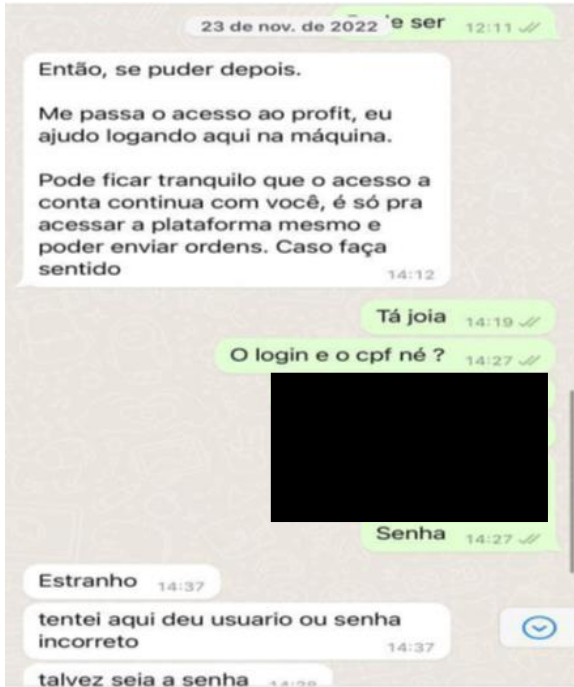 23 de nov. de 2022
e ser 12:11
Então, se puder depois.
Me passa o acesso ao profit, eu
ajudo logando aqui na máquina.
Pode ficar tranquilo que o acesso a
conta continua com você, é só pra
acessar a plataforma mesmo e
poder enviar ordens. Caso faça
sentido
14:12
Tá joia 14:19
O login e o cpf né ? 14:27
Senha 14:27
Estranho 14:37
tentei aqui deu usuario ou senha
incorreto
14:37
talvez seja a senha